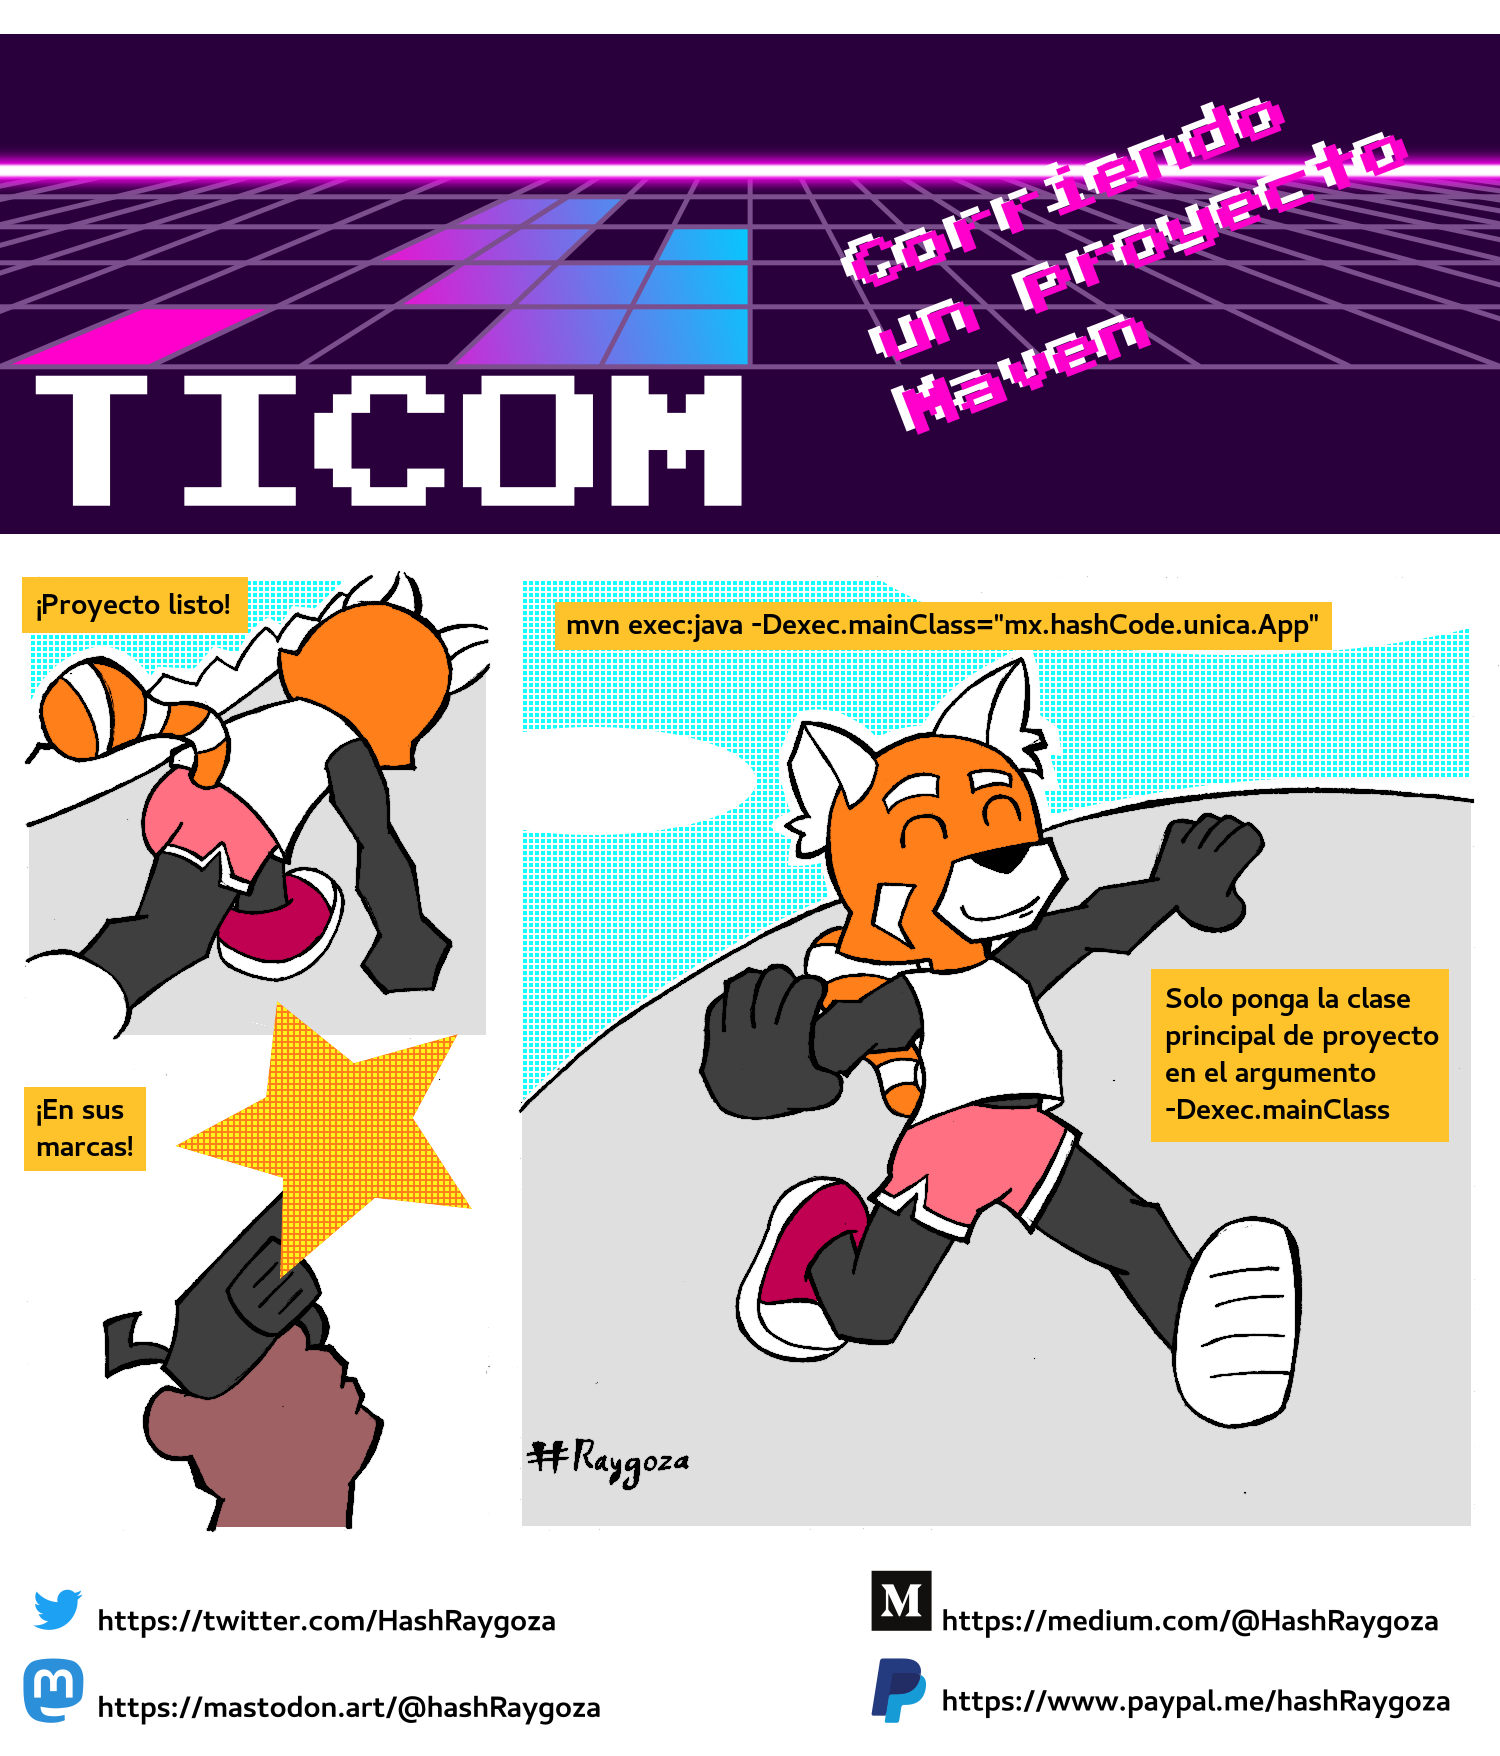 Corriendo
un proyecto
Maven
TICOM
¡Proyecto listo!
¡En sus
marcas!
mvn exec:java -Dexec.mainClass="mx.hashCode.unica.App"
Solo ponga la clase
principal de proyecto
en el argumento
-Dexec.mainClass
#Raygoza
https://twitter.com/HashRaygoza
https://mastodon.art/@hashRaygoza
M https://medium.com/@HashRaygoza
https://www.paypal.me/hashRaygoza